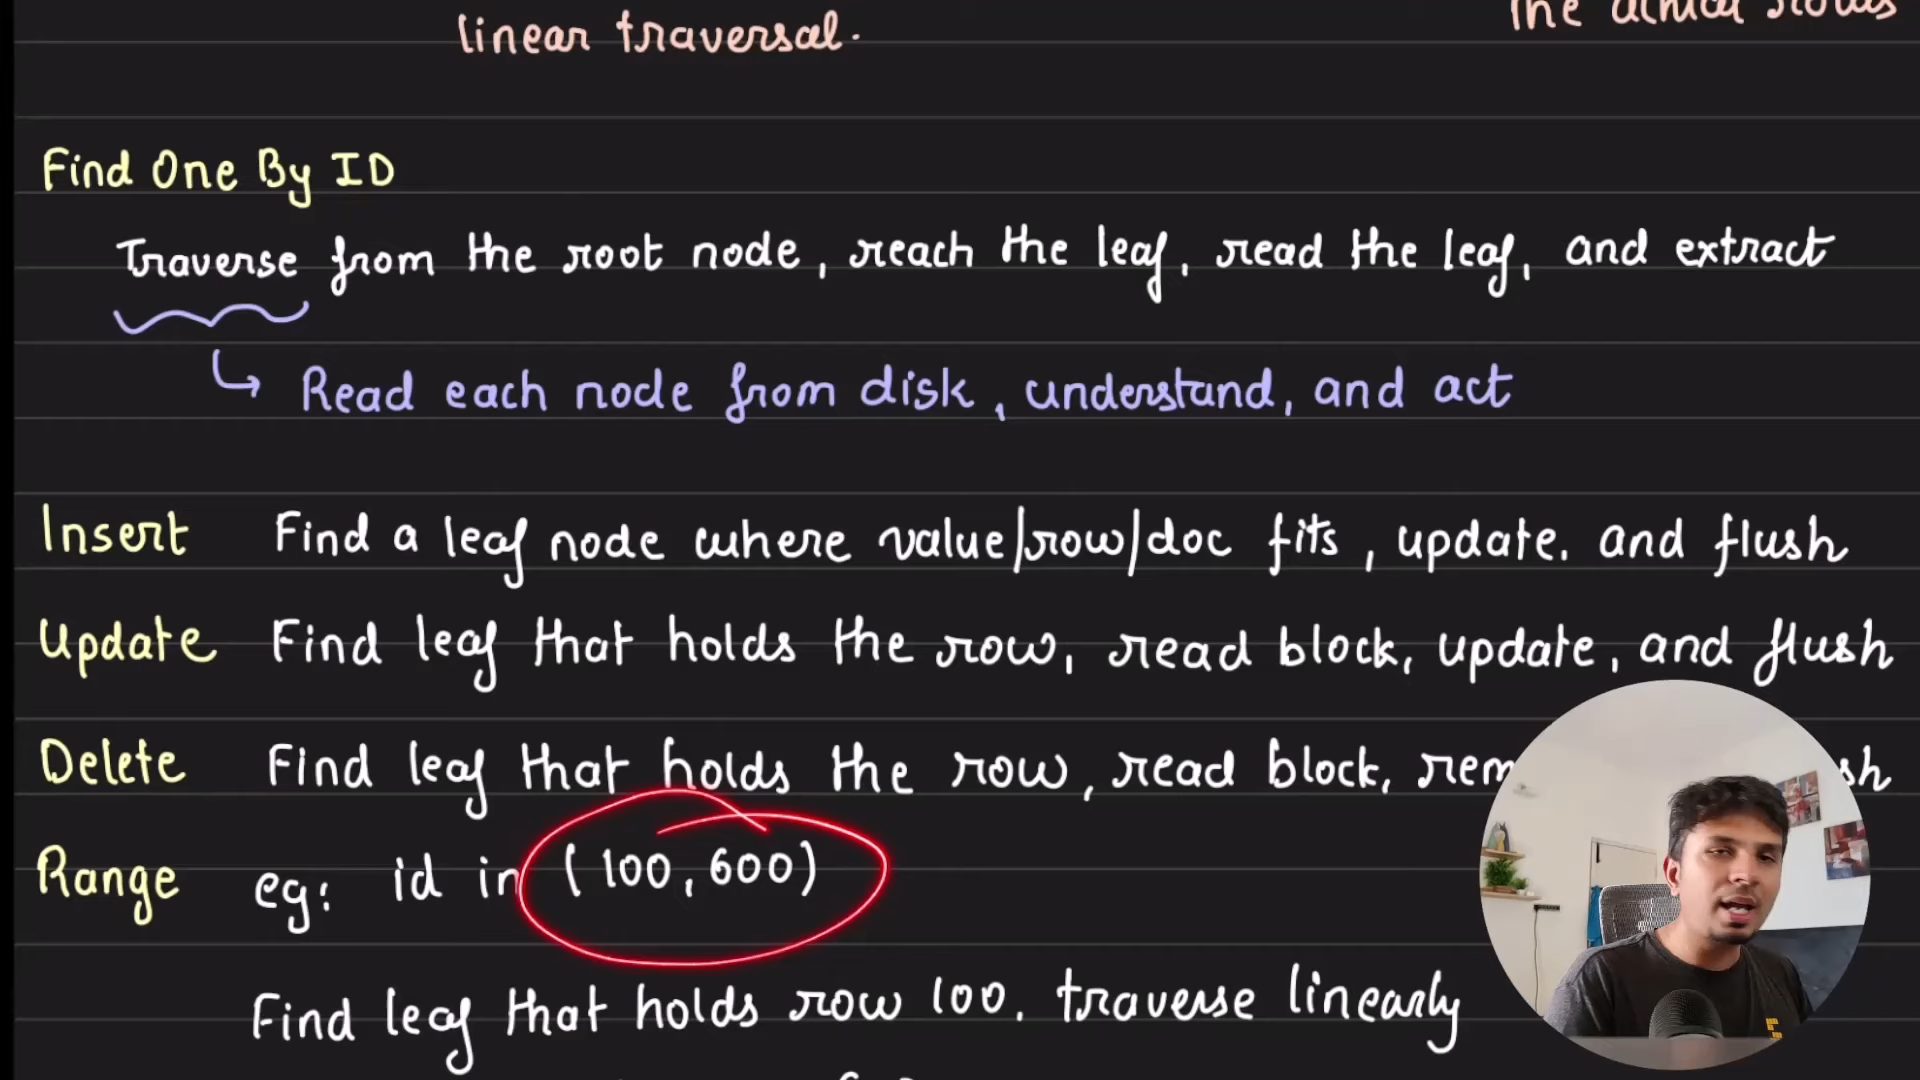 linear traversal.
the actual
Find One By ID
Traverse from the root node, reach the leaf, read the leaf, and extract
↳ Read each node from disk, understand, and act
Insert Find a leaf node where value/row/doc fits, update. and flush
Update Find leaf that holds the row, read block, update, and flush
Delete Find leaf that holds the row, read block,
Range eg: id in (100, 600)
Find leaf that holds row 100. traverse linearly